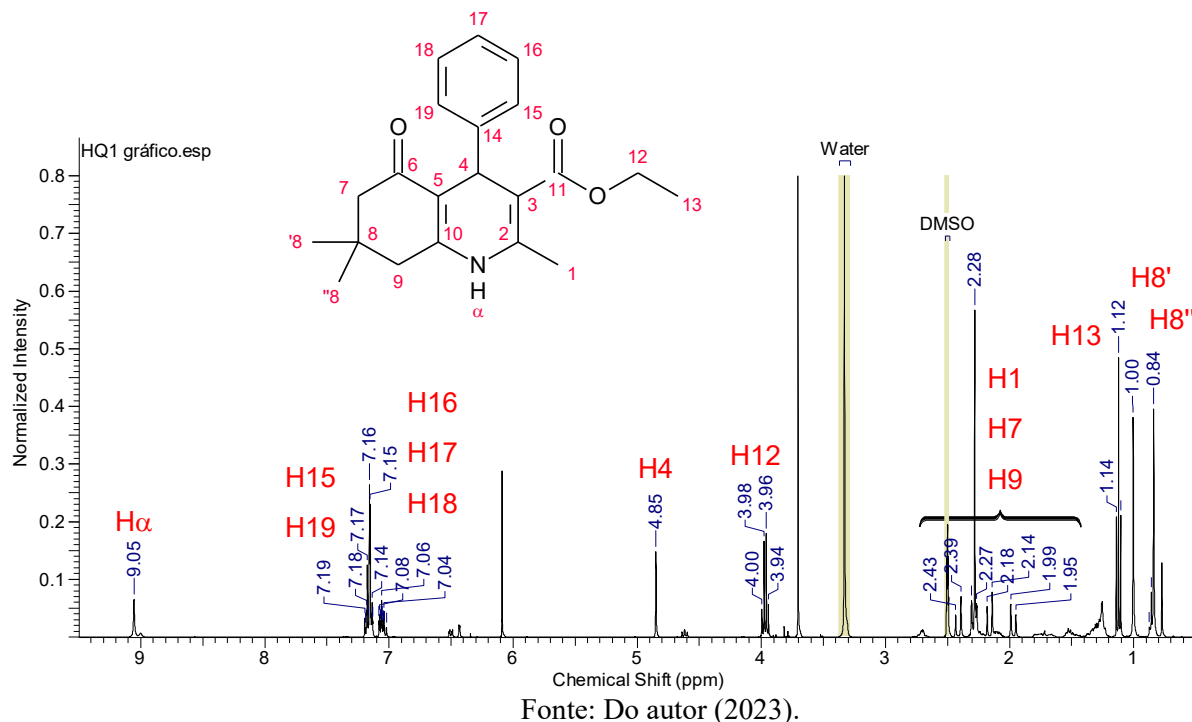 17
18
16
19
15
14
HQ1 gráfico.esp
O
O
Water
6
4
12
5
11
7
3
O
13
'8
8
10
2
DMSO
N
1
"8
9
H
α
Normalized Intensity
0.8
0.7
0.6
0.5
0.4
0.3
0.2
0.1
Hα
9.05
H15
H19
H16
H17
H18
7.19
7.18
7.17
7.16
7.15
7.14
7.08
7.06
7.04
H4
4.85
H12
4.00
3.98
3.96
3.94
2.28
H1
H7
H9
2.43
2.39
2.27
2.18
2.14
1.99
1.95
H13
1.14
1.12
H8'
1.00
H8"
0.84
9 8 7 6 5 4 3 2 1
Chemical Shift (ppm)
Fonte: Do autor (2023).